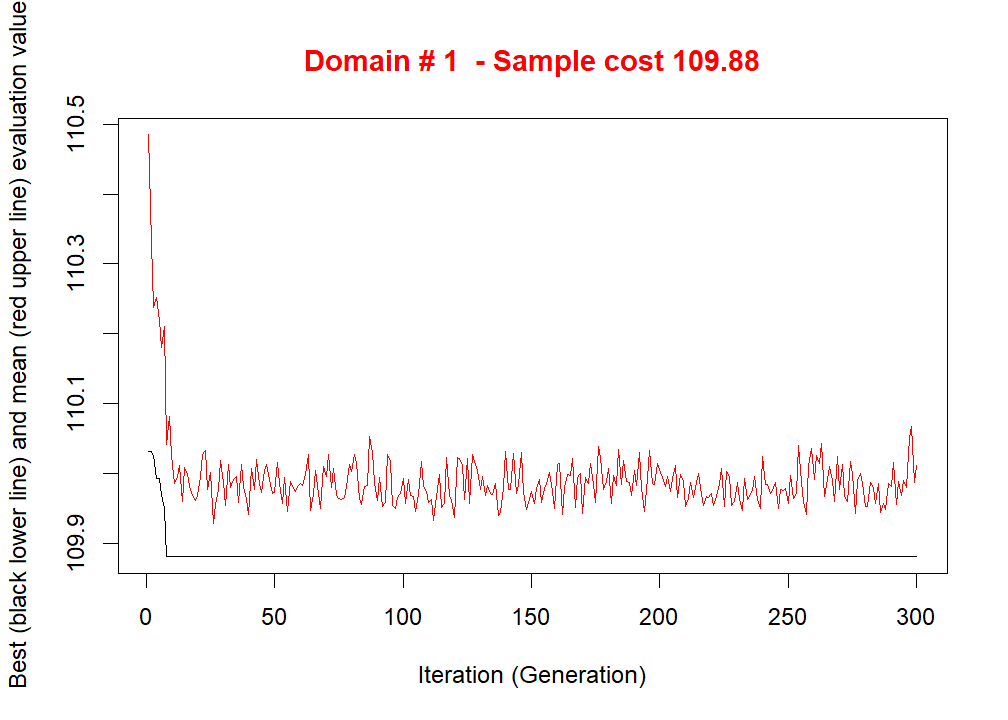 Domain # 1  - Sample cost 109.88
Best (black lower line) and mean (red upper line) evaluation value
110.5
110.3
110.1
109.9
0 50 100 150 200 250 300
Iteration (Generation)